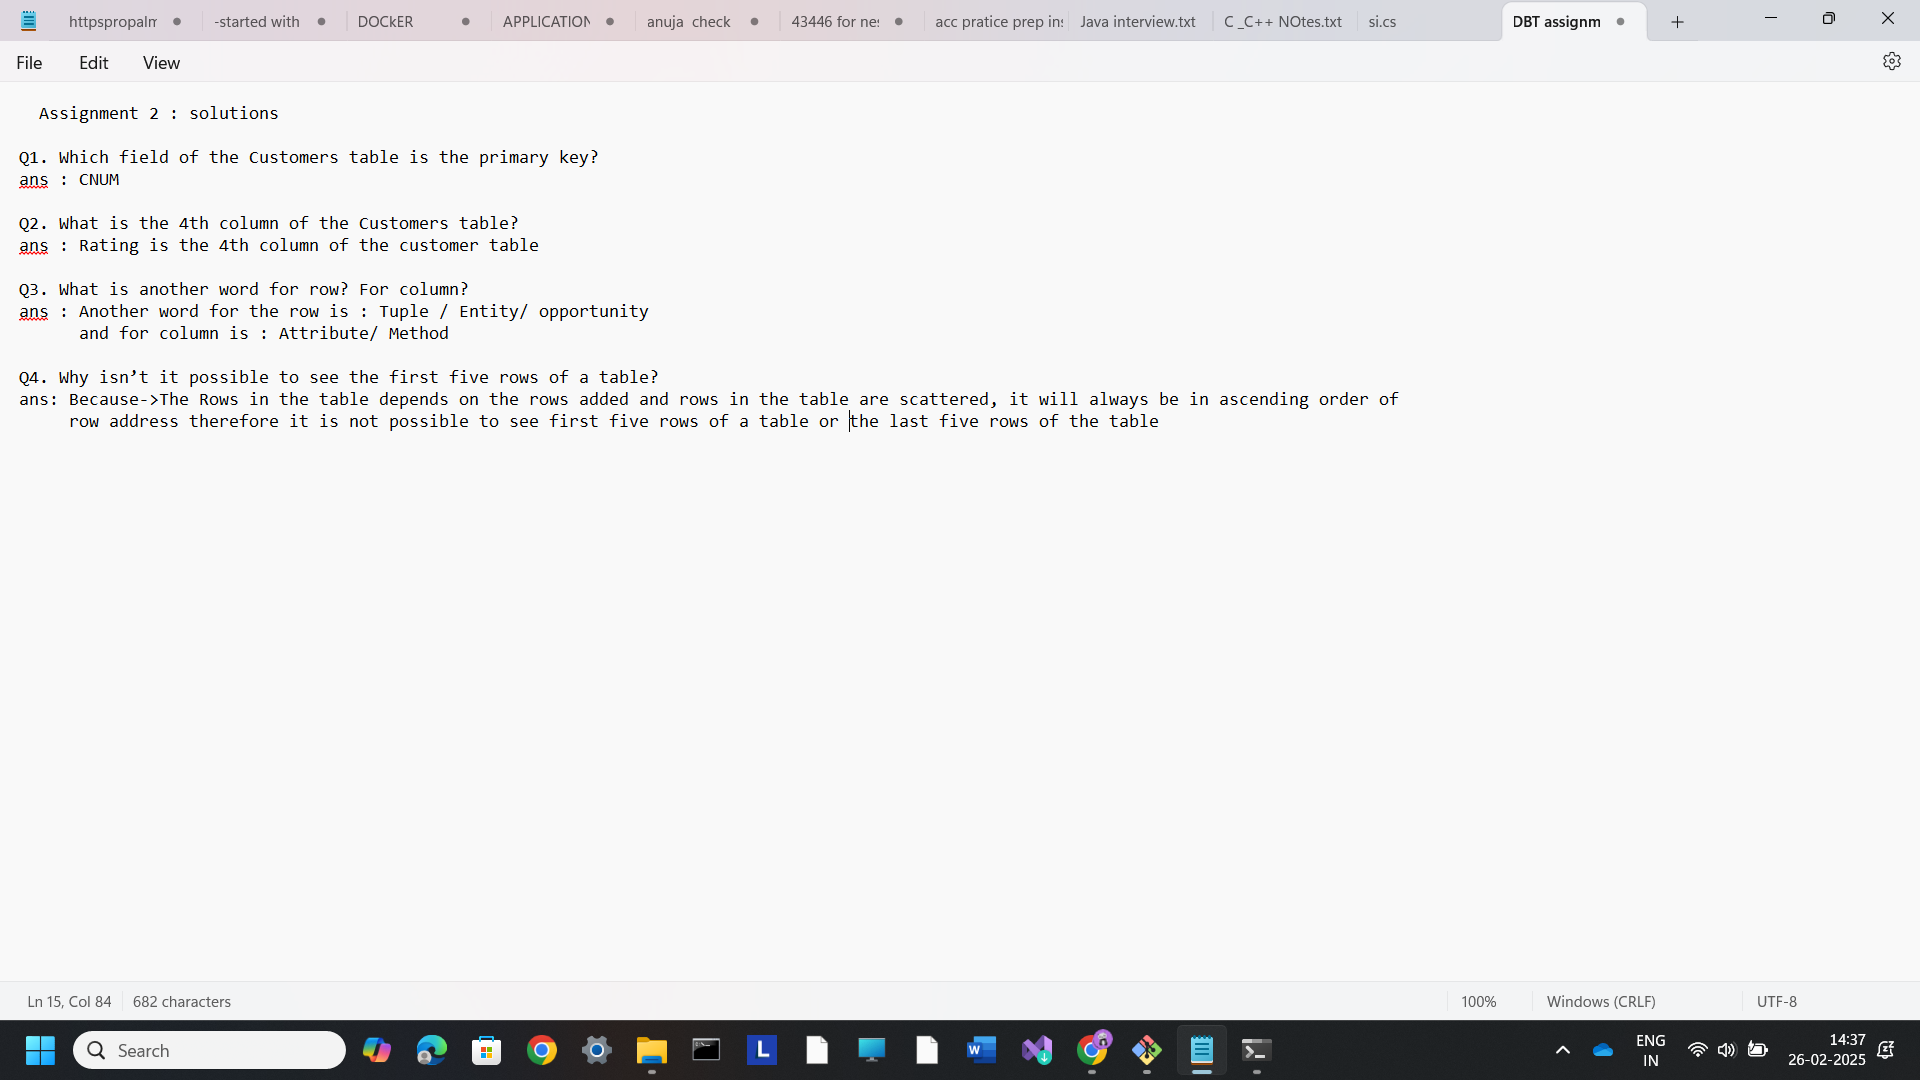 httpspropalm
-started with
DOCkER
APPLICATION
anuja check
43446 for nes
acc pratice prep ins
Java interview.txt
C _C++ NOtes.txt
si.cs
DBT assignm
File Edit View
Assignment 2 : solutions
Q1. Which field of the Customers table is the primary key?
ans : CNUM
Q2. What is the 4th column of the Customers table?
ans : Rating is the 4th column of the customer table
Q3. What is another word for row? For column?
ans : Another word for the row is : Tuple / Entity/ opportunity
and for column is : Attribute/ Method
Q4. Why isn’t it possible to see the first five rows of a table?
ans: Because->The Rows in the table depends on the rows added and rows in the table are scattered, it will always be in ascending order of
row address therefore it is not possible to see first five rows of a table or the last five rows of the table
Ln 15, Col 84 682 characters 100% Windows (CRLF) UTF-8
Search
L
W
ENG
IN
14:37
26-02-2025